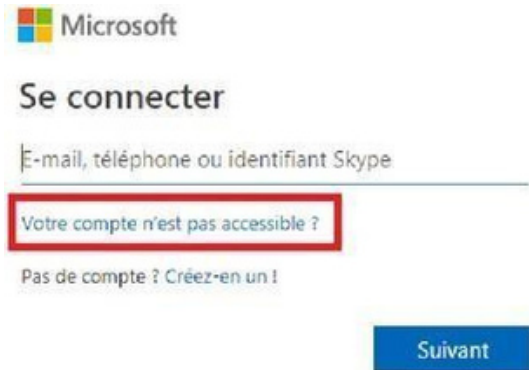 Microsoft
Se connecter
E-mail, téléphone ou identifiant Skype
Votre compte n'est pas accessible ?
Pas de compte ? Créez-en un !
Suivant